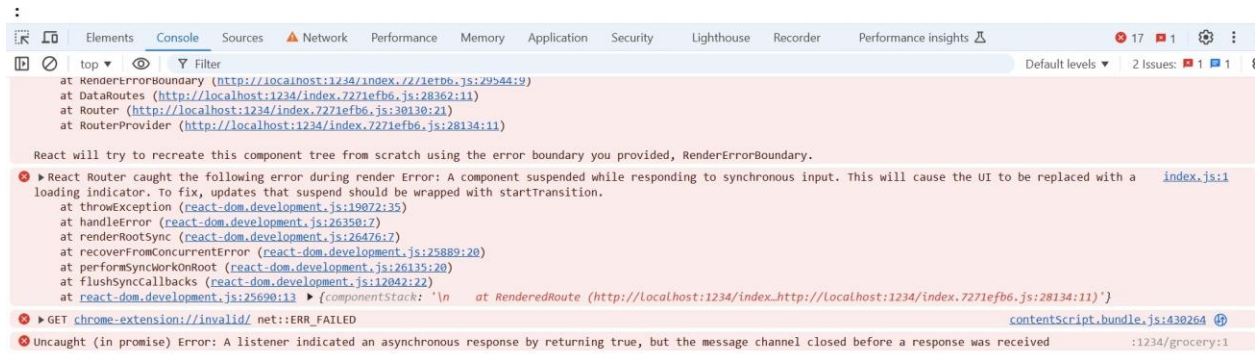 :
Elements Console Sources Network Performance Memory Application Security Lighthouse Recorder Performance insights 17 1
top ▼ Filter Default levels ▼ 2 Issues: 1 1
at RenderErrorBoundary (http://localhost:1234/index.7271efb6.js:29544:9)
at DataRoutes (http://localhost:1234/index.7271efb6.js:28362:11)
at Router (http://localhost:1234/index.7271efb6.js:30130:21)
at RouterProvider (http://localhost:1234/index.7271efb6.js:28134:11)
React will try to recreate this component tree from scratch using the error boundary you provided, RenderErrorBoundary.
▶ React Router caught the following error during render Error: A component suspended while responding to synchronous input. This will cause the UI to be replaced with a index.js:1
loading indicator. To fix, updates that suspend should be wrapped with startTransition.
at throwException (react-dom.development.js:19072:35)
at handleError (react-dom.development.js:26350:7)
at renderRootSync (react-dom.development.js:26476:7)
at recoverFromConcurrentError (react-dom.development.js:25889:20)
at performSyncWorkOnRoot (react-dom.development.js:26135:20)
at flushSyncCallbacks (react-dom.development.js:12042:22)
at react-dom.development.js:25690:13 ▶ {componentStack: '\n    at RenderedRoute (http://localhost:1234/index…http://localhost:1234/index.7271efb6.js:28134:11)'}
▶ GET chrome-extension://invalid/ net::ERR_FAILED contentScript.bundle.js:430264
Uncaught (in promise) Error: A listener indicated an asynchronous response by returning true, but the message channel closed before a response was received :1234/grocery:1